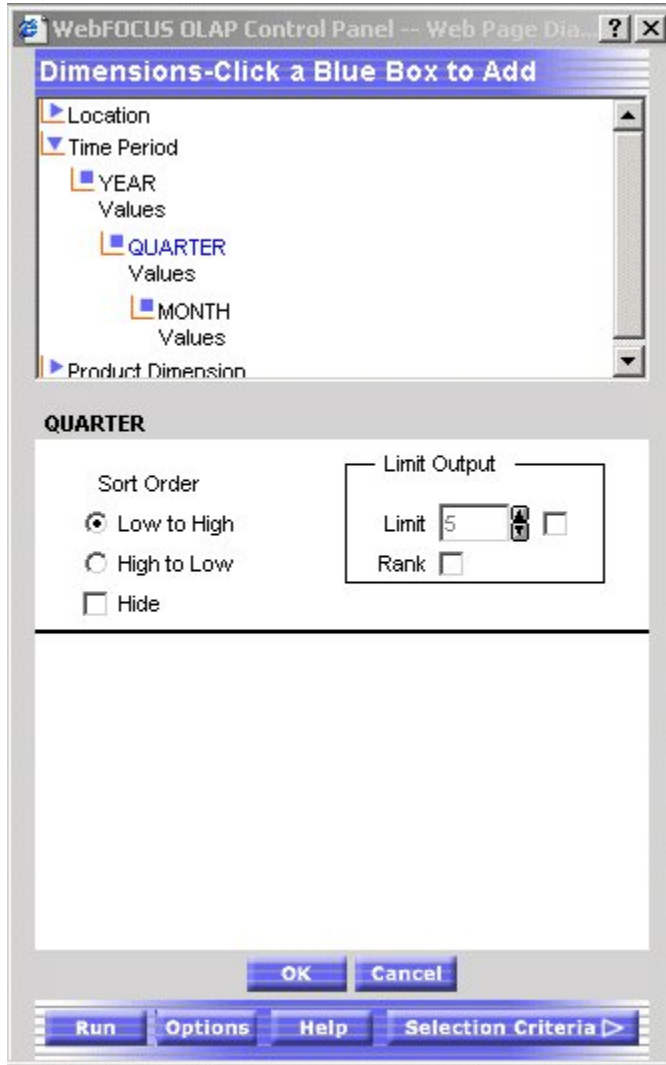 WebFOCUS OLAP Control Panel -- Web Page Dia... ? X
Dimensions-Click a Blue Box to Add
Location
Time Period
YEAR
Values
QUARTER
Values
MONTH
Values
Product Dimension
QUARTER
Limit Output
Sort Order
Low to High
Limit 5
High to Low
Rank
Hide
OK Cancel
Run Options Help Selection Criteria